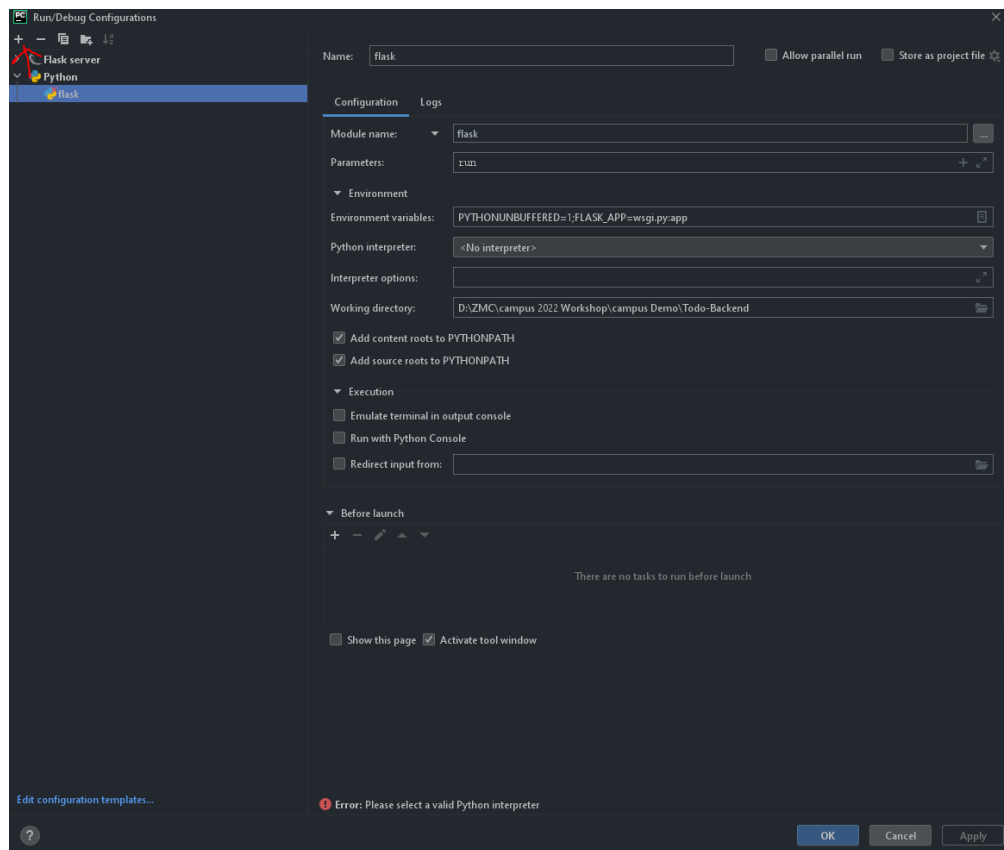 PC Run/Debug Configurations
Flask server
Python
flask
Name: flask
Allow parallel run
Store as project file
Configuration Logs
Module name: flask
...
Parameters: run
Environment
Environment variables: PYTHONUNBUFFERED=1;FLASK_APP=wsgi.py:app
Python interpreter: <No interpreter>
Interpreter options:
Working directory: D:\ZMC\campus 2022 Workshop\campus Demo\Todo-Backend
Add content roots to PYTHONPATH
Add source roots to PYTHONPATH
Execution
Emulate terminal in output console
Run with Python Console
Redirect input from:
Before launch
There are no tasks to run before launch
Show this page Activate tool window
Edit configuration templates...
Error: Please select a valid Python interpreter
?
OK Cancel Apply